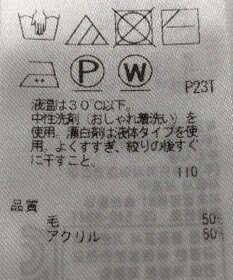 P
W
P23T
液温は30℃以下。
中性洗剤(おしゃれ着洗い)を
使用。漂白剤は液体タイプを使
用。よくすすぎ、絞りの後すぐ
に干すこと。
110
品質
毛 50%
アクリル 50%